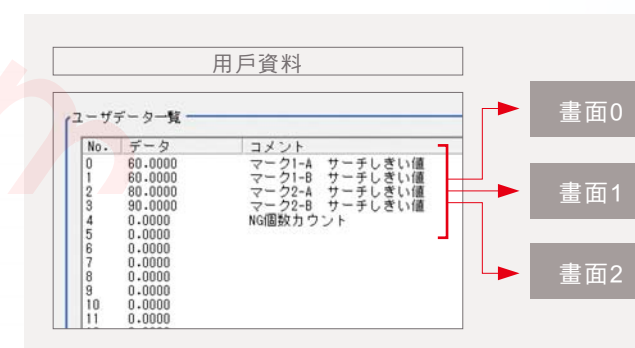 用戶資料
ユーザデータ一覧
No. データ コメント
0 60.0000 マーク1-A サーチしきい値
1 60.0000 マーク1-B サーチしきい値
2 80.0000 マーク2-A サーチしきい値
3 90.0000 マーク2-B サーチしきい値
4 0.0000 NG個数カウント
5 0.0000
6 0.0000
7 0.0000
8 0.0000
9 0.0000
10 0.0000
11 0.0000
畫面0
畫面1
畫面2